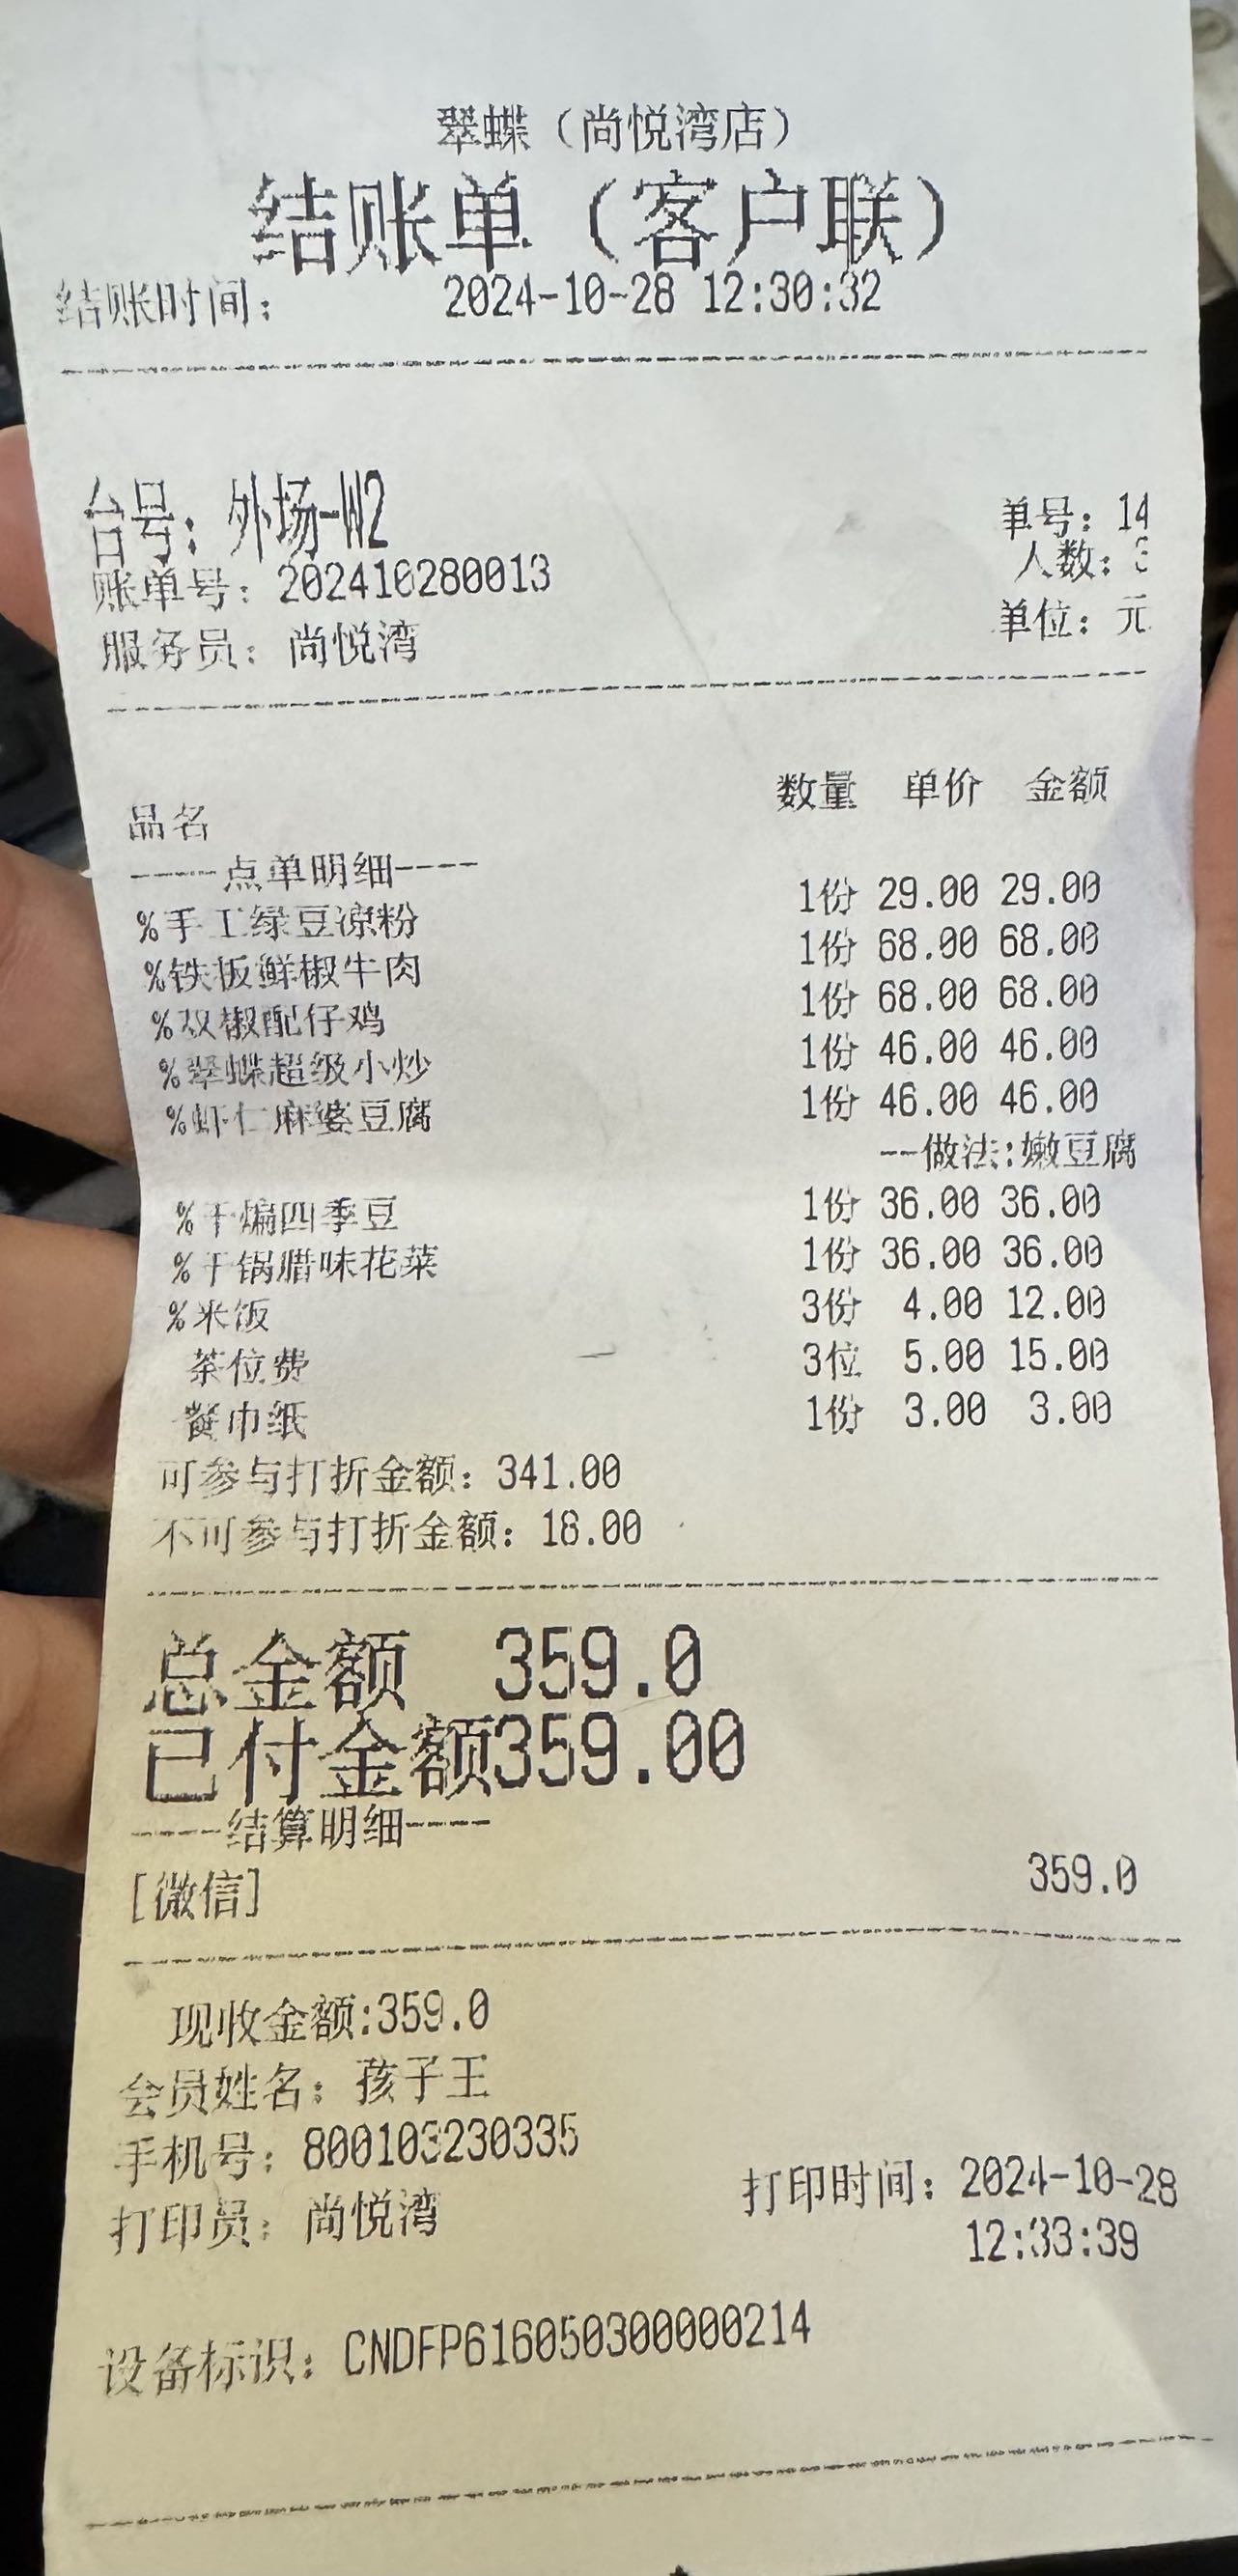 翠蝶（尚悦湾店）
结账单（客户联）
结账时间： 2024-10-28 12:30:32
台号：外场-W2
单号：14
账单号：202410280013
人数：3
服务员：尚悦湾
单位：元
品名 数量 单价 金额
-----点单明细----
%手工绿豆凉粉 1份 29.00 29.00
%铁板鲜椒牛肉 1份 68.00 68.00
%双椒配仔鸡 1份 68.00 68.00
%翠蝶超级小炒 1份 46.00 46.00
%虾仁麻婆豆腐 1份 46.00 46.00
--做法:嫩豆腐
%干煸四季豆 1份 36.00 36.00
%干锅腊味花菜 1份 36.00 36.00
%米饭 3份 4.00 12.00
茶位费 3位 5.00 15.00
餐巾纸 1份 3.00 3.00
可参与打折金额：341.00
不可参与打折金额：18.00
总金额 359.0
已付金额359.00
-----结算明细----
[微信] 359.0
现收金额:359.0
会员姓名：孩子王
手机号：800103230335
打印员：尚悦湾 打印时间：2024-10-28
12:33:39
设备标识：CNDFP616050300000214